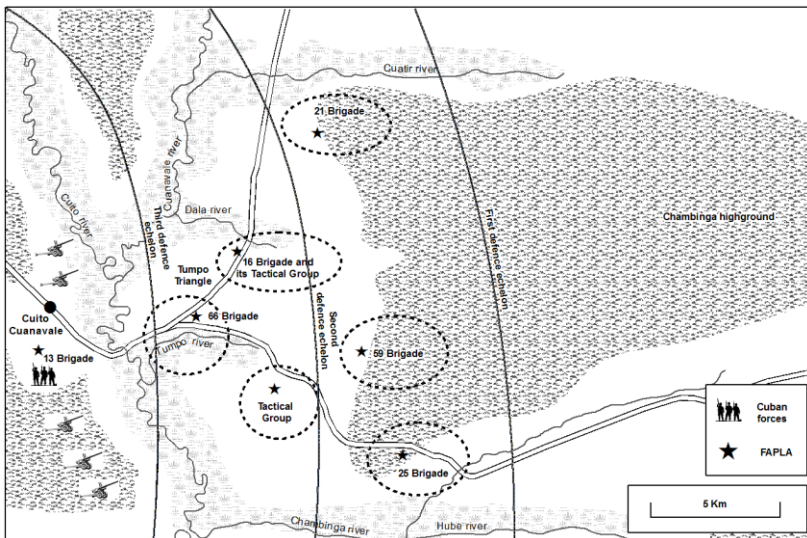 Cuatir river
21 Brigade
Cuanavale river
Cuito river
Dala river
Third defence
echelon
First defence echelon
Chambinga highground
Tumpo
Triangle
16 Brigade and
its Tactical Group
Cuito
Cuanavale
66 Brigade
Second
defence echelon
13 Brigade
Tumpo river
59 Brigade
Tactical
Group
Cuban
forces
FAPLA
25 Brigade
5 Km
Chambinga river
Hube river